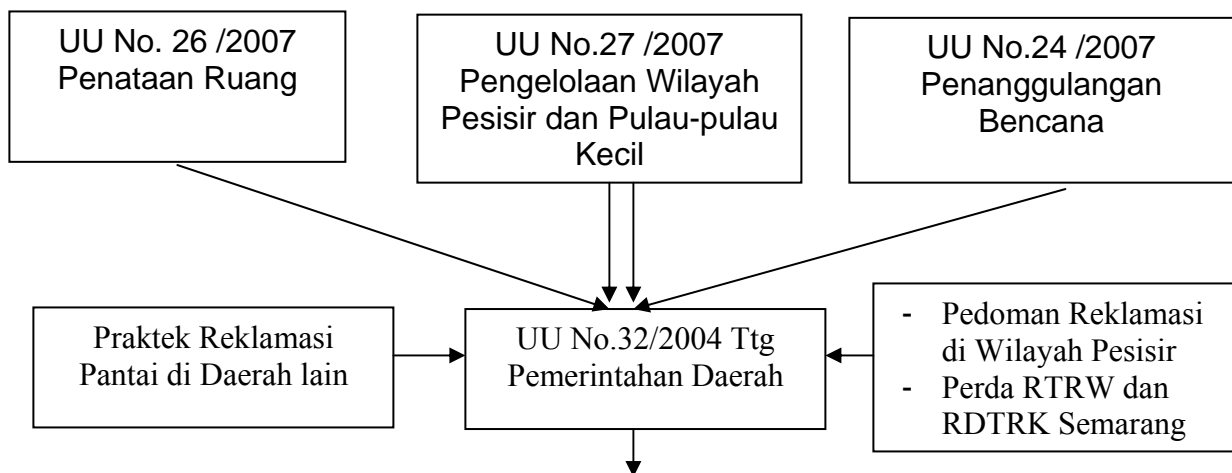 UU No. 26 /2007
Penataan Ruang
UU No.27 /2007
Pengelolaan Wilayah
Pesisir dan Pulau-pulau
Kecil
UU No.24 /2007
Penanggulangan
Bencana
Praktek Reklamasi
Pantai di Daerah lain
UU No.32/2004 Ttg
Pemerintahan Daerah
- Pedoman Reklamasi
di Wilayah Pesisir
- Perda RTRW dan
RDTRK Semarang